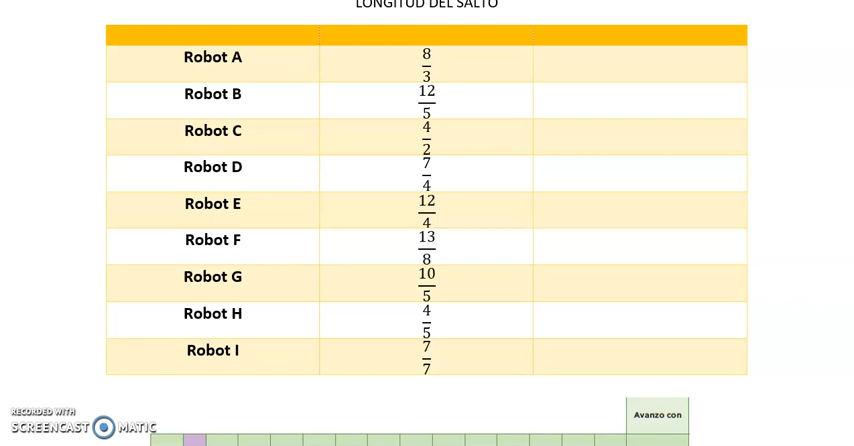 LONGITUD DEL SALTO
Robot A 8/3
Robot B 12/5
Robot C 4/2
Robot D 7/4
Robot E 12/4
Robot F 13/8
Robot G 10/5
Robot H 4/5
Robot I 7/7
Avanzo con
RECORDED WITH
SCREENCAST MATIC